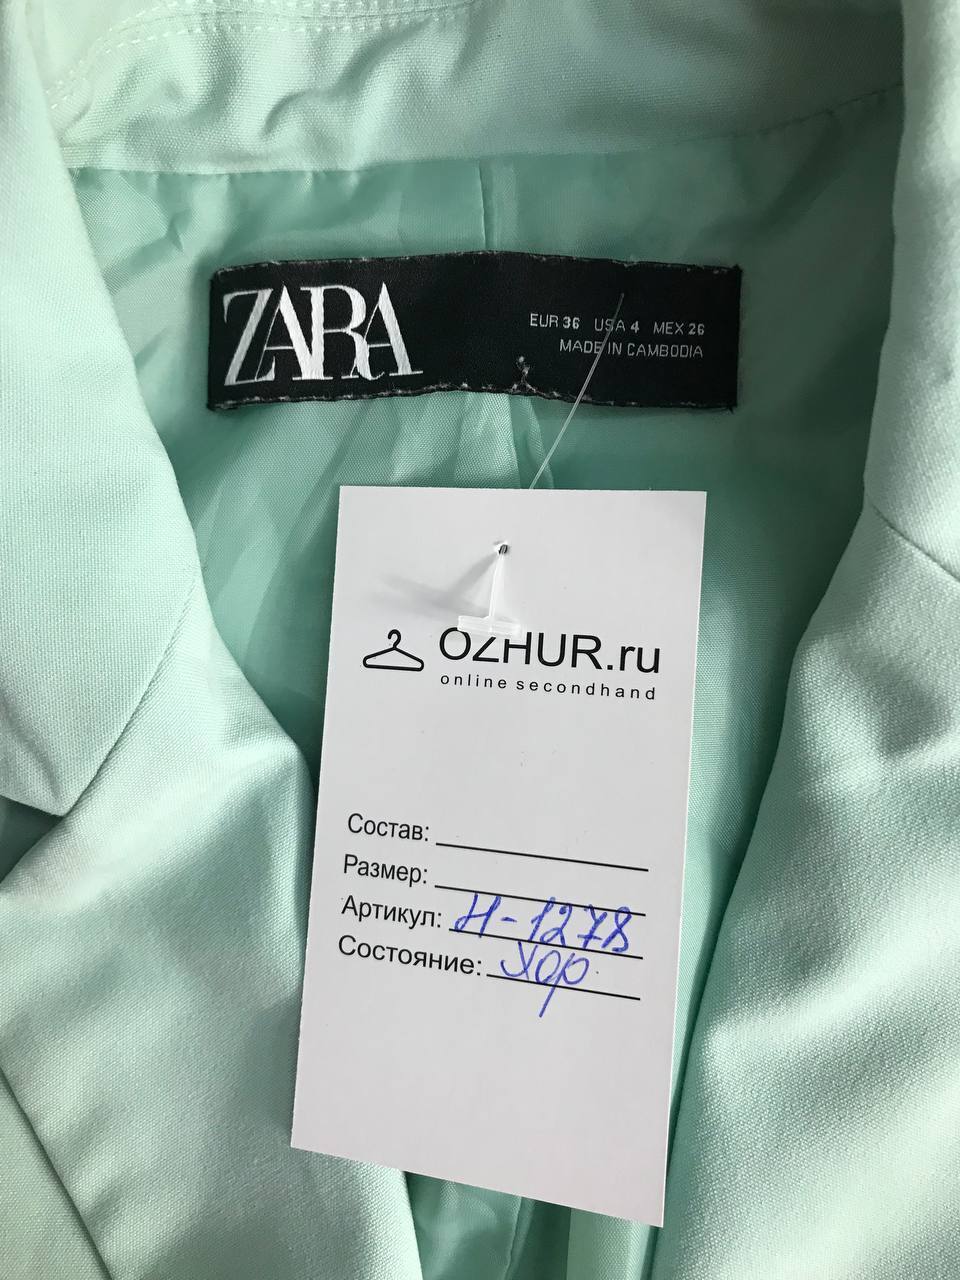 ZARA
EUR 36 USA 4 MEX 26
MADE IN CAMBODIA
OZHUR.ru
online secondhand
Состав:
Размер:
Артикул: Н-1278
Состояние: Хор